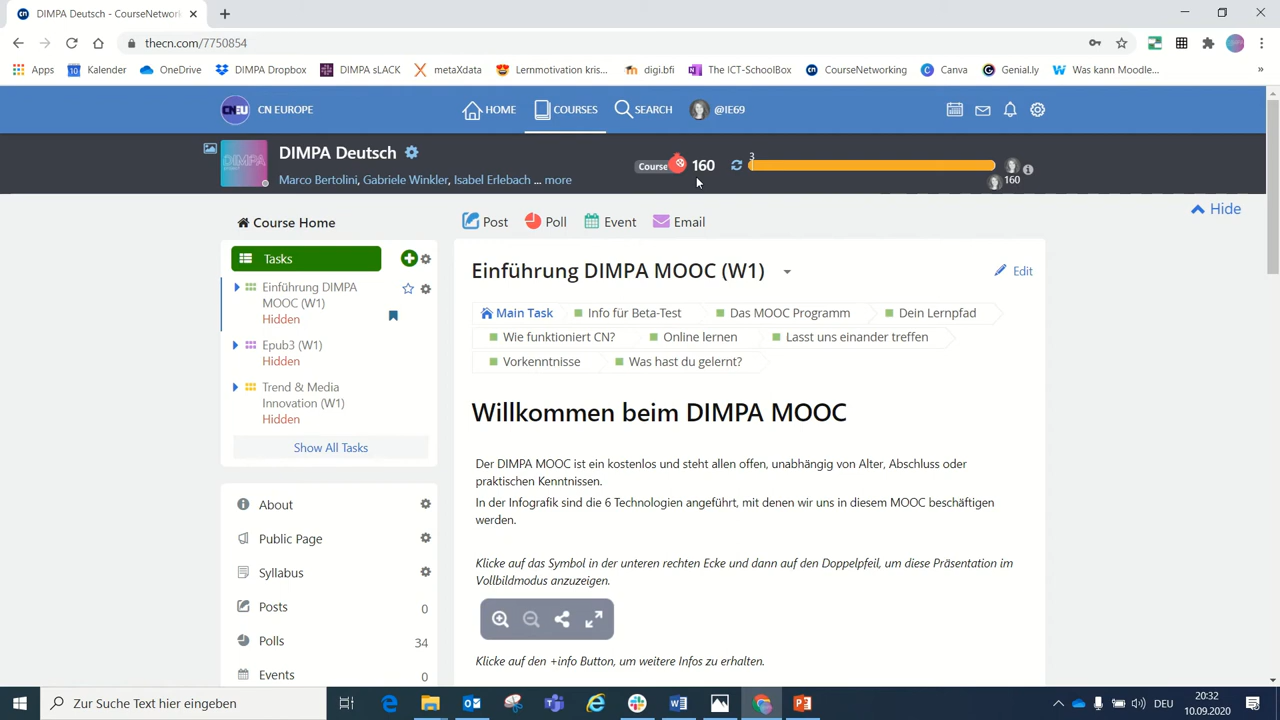 DIMPA Deutsch - CourseNetwork
thecn.com/7750854
Apps
Kalender
OneDrive
DIMPA Dropbox
DIMPA sLACK
metaXdata
Lernmotivation kris...
digi.bfi
The ICT-SchoolBox
CourseNetworking
Canva
Genial.ly
Was kann Moodle...
CNEU CN EUROPE
HOME
COURSES
SEARCH
@IE69
DIMPA Deutsch
Marco Bertolini, Gabriele Winkler, Isabel Erlebach ... more
Course 160
3
160
Hide
Course Home
Post
Poll
Event
Email
Tasks
Einführung DIMPA MOOC (W1)
Hidden
Epub3 (W1)
Hidden
Trend & Media Innovation (W1)
Hidden
Show All Tasks
About
Public Page
Syllabus
Posts 0
Polls 34
Events 0
Einführung DIMPA MOOC (W1)
Edit
Main Task
Info für Beta-Test
Das MOOC Programm
Dein Lernpfad
Wie funktioniert CN?
Online lernen
Lasst uns einander treffen
Vorkenntnisse
Was hast du gelernt?
Willkommen beim DIMPA MOOC
Der DIMPA MOOC ist ein kostenlos und steht allen offen, unabhängig von Alter, Abschluss oder
praktischen Kenntnissen.
In der Infografik sind die 6 Technologien angeführt, mit denen wir uns in diesem MOOC beschäftigen
werden.
Klicke auf das Symbol in der unteren rechten Ecke und dann auf den Doppelpfeil, um diese Präsentation im
Vollbildmodus anzuzeigen.
Klicke auf den +info Button, um weitere Infos zu erhalten.
Zur Suche Text hier eingeben
DEU
20:32
10.09.2020